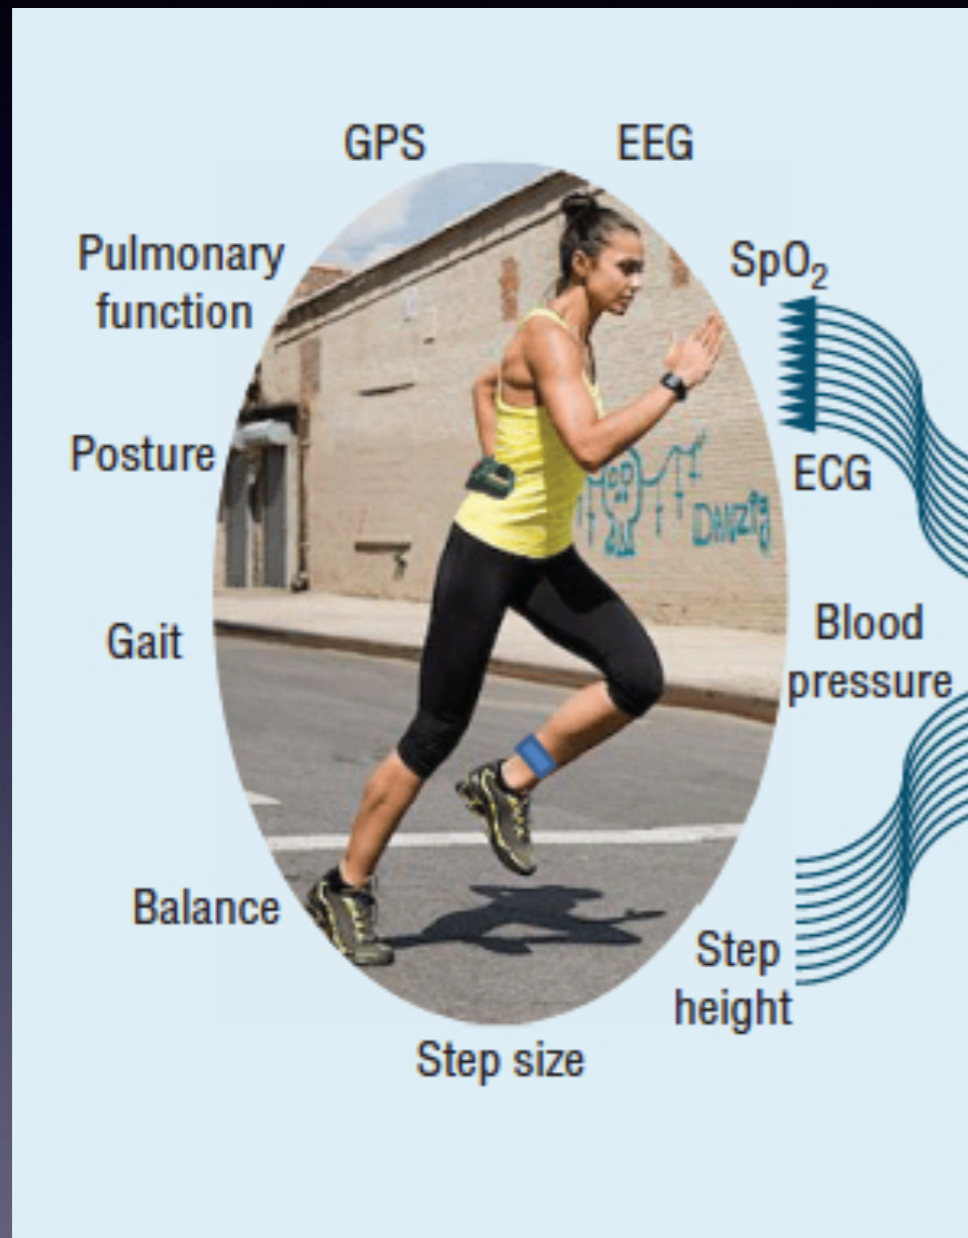 GPS
EEG
Pulmonary
function
SpO₂
Posture
ECG
Gait
Blood
pressure
Balance
Step
height
Step size